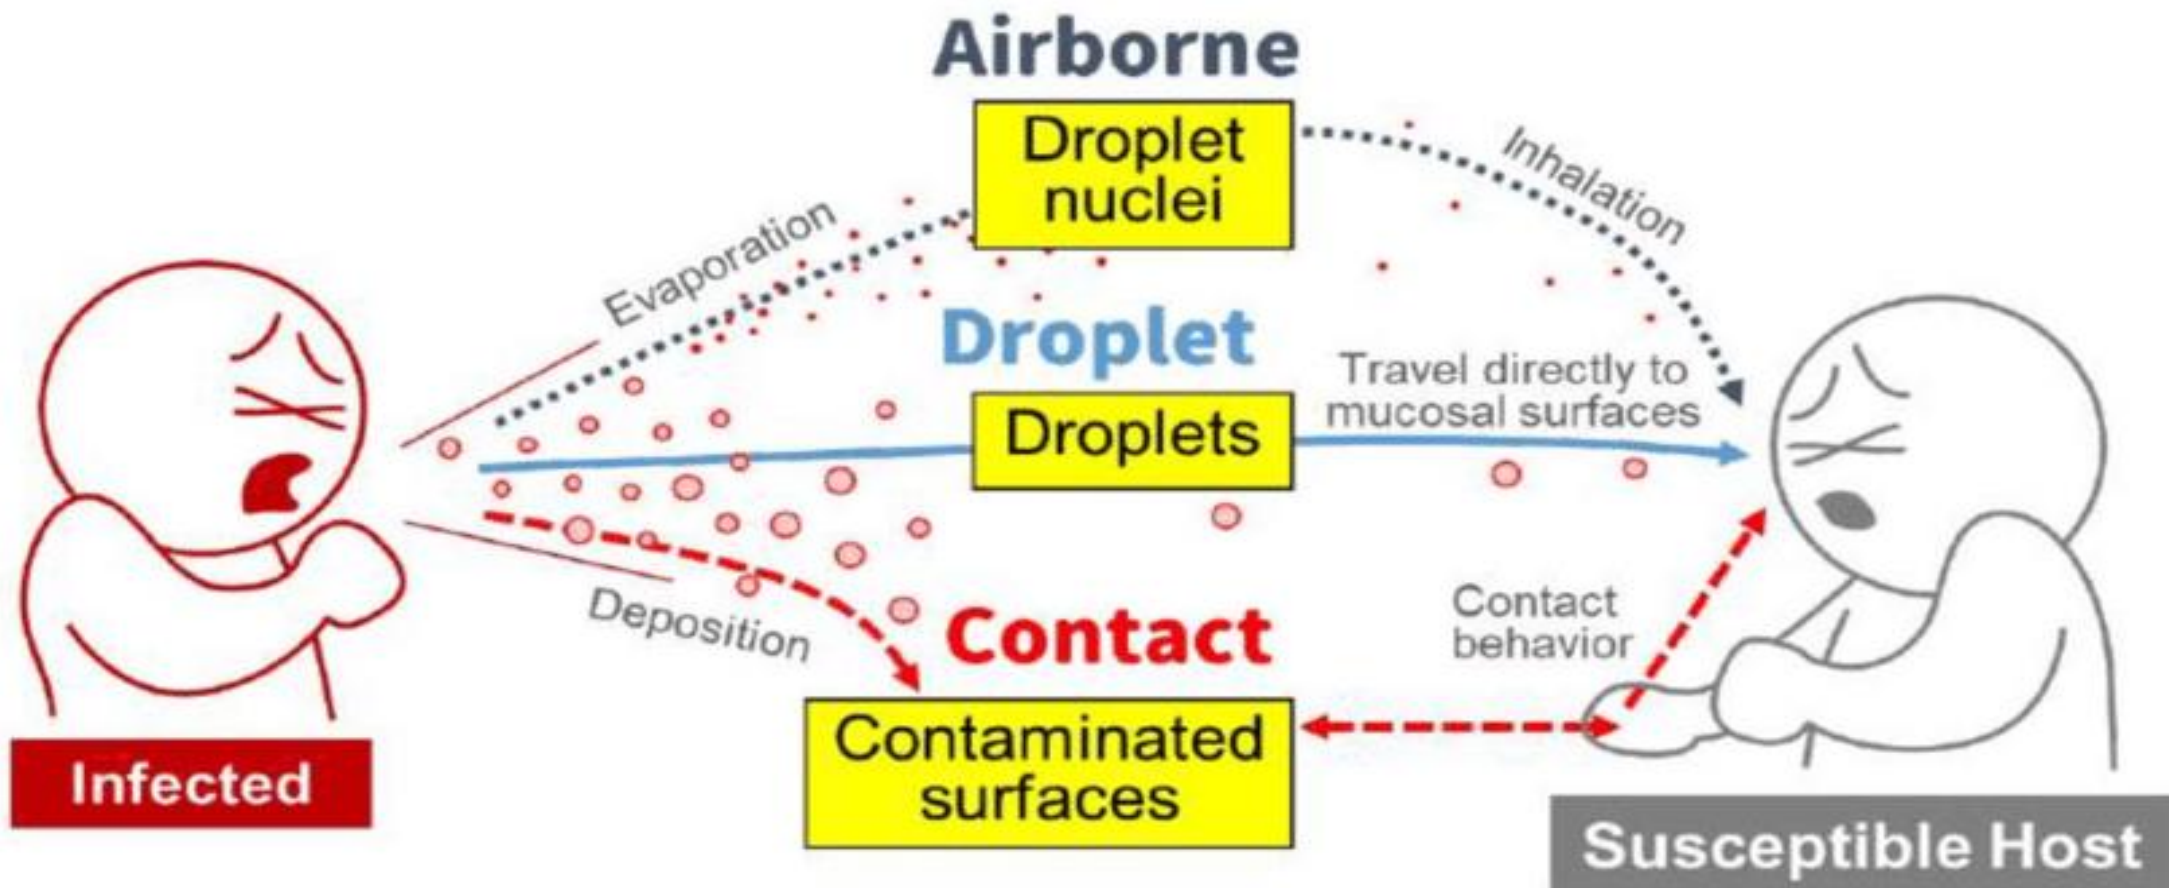 Airborne
Droplet
nuclei
Evaporation
Inhalation
Droplet
Droplets
Travel directly to
mucosal surfaces
Deposition
Contact
Contaminated
surfaces
Contact
behavior
Infected
Susceptible Host